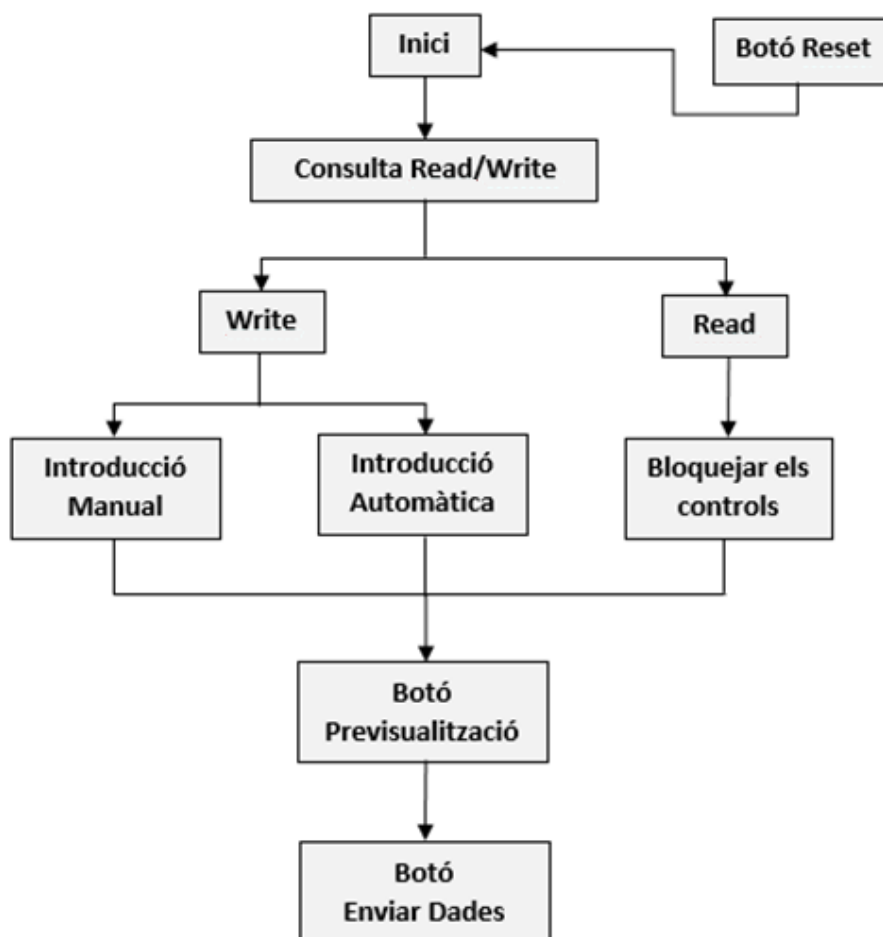 Inici
Botó Reset
Consulta Read/Write
Write
Read
Introducció
Manual
Introducció
Automàtica
Bloquejar els
controls
Botó
Previsualització
Botó
Enviar Dades